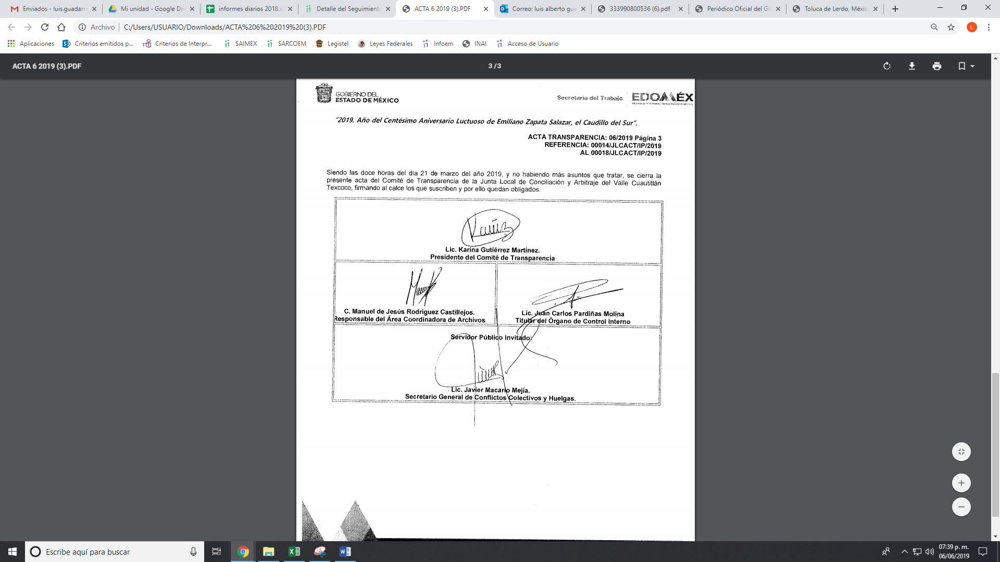 Enviados - luis.guadarra
Mi unidad - Google Dri
informes diarios 2018.x
Detalle del Seguimiento
ACTA 6 2019 (3).PDF
Correo: luis alberto gua
333990800536 (6).pdf
Periódico Oficial del Go
Toluca de Lerdo, Méxic
Archivo
C:/Users/USUARIO/Downloads/ACTA%206%202019%20(3).PDF
L
Aplicaciones
Criterios emitidos p...
Criterios de Interpr...
SAIMEX
SARCOEM
Legistel
Leyes Federales
Infoem
INAI
Acceso de Usuario
ACTA 6 2019 (3).PDF
3 / 3
GOBIERNO DEL
ESTADO DE MÉXICO
Secretaría del Trabajo
EDOMÉX
"2019. Año del Centésimo Aniversario Luctuoso de Emiliano Zapata Salazar, el Caudillo del Sur".
ACTA TRANSPARENCIA: 06/2019 Página 3
REFERENCIA: 00014/JLCACT/IP/2019
AL 00018/JLCACT/IP/2019
Siendo las doce horas del día 21 de marzo del año 2019, y no habiendo más asuntos que tratar, se cierra la
presente acta del Comité de Transparencia de la Junta Local de Conciliación y Arbitraje del Valle Cuautitlán
Texcoco, firmando al calce los que suscriben y por ello quedan obligados.
Lic. Karina Gutiérrez Martínez.
Presidente del Comité de Transparencia
C. Manuel de Jesús Rodríguez Castillejos.
Responsable del Área Coordinadora de Archivos
Lic. Juan Carlos Pardiñas Molina
Titular del Órgano de Control Interno
Servidor Público invitado:
Lic. Javier Macario Mejía.
Secretario General de Conflictos Colectivos y Huelgas.
Escribe aquí para buscar
07:39 p. m.
06/06/2019